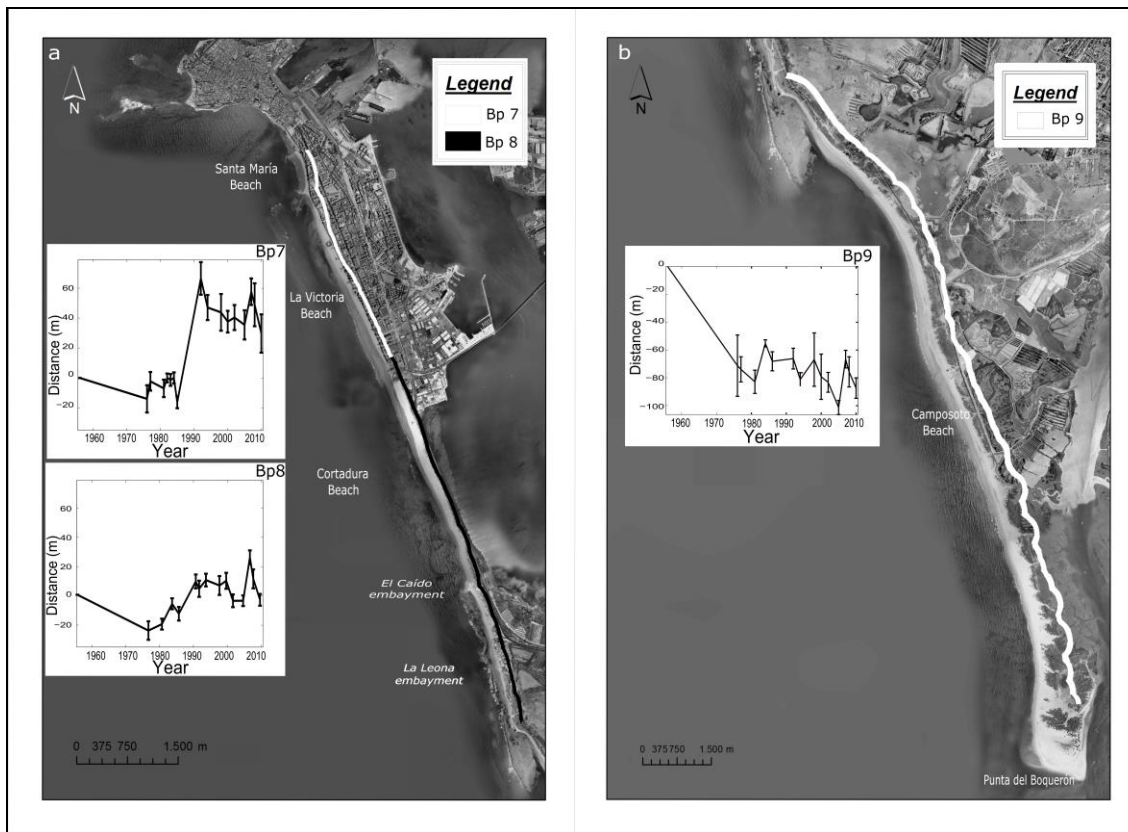 a
N
Legend
Bp 7
Bp 8
Santa María
Beach
Bp7
60
40
20
0
−20
Distance (m)
1960 1970 1980 1990 2000 2010
Year
La Victoria
Beach
Bp8
60
40
20
0
−20
Distance (m)
1960 1970 1980 1990 2000 2010
Year
Cortadura
Beach
El Caído
embayment
La Leona
embayment
0 375 750 1.500 m
b
N
Legend
Bp 9
Bp9
0
−20
−40
−60
−80
−100
Distance (m)
1960 1970 1980 1990 2000 2010
Year
Camposoto
Beach
0 375 750 1.500 m
Punta del Boquerón